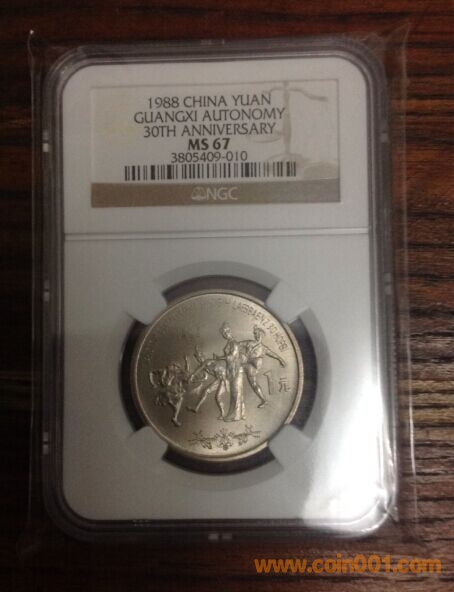 1988 CHINA YUAN
GUANGXI AUTONOMY
30TH ANNIVERSARY
MS 67
3805409-010
NGC
1元
www.coin001.com